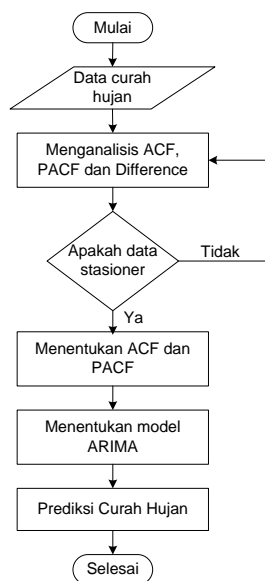 Mulai
Data curah
hujan
Menganalisis ACF,
PACF dan Difference
Apakah data
stasioner
Tidak
Ya
Menentukan ACF dan
PACF
Menentukan model
ARIMA
Prediksi Curah Hujan
Selesai